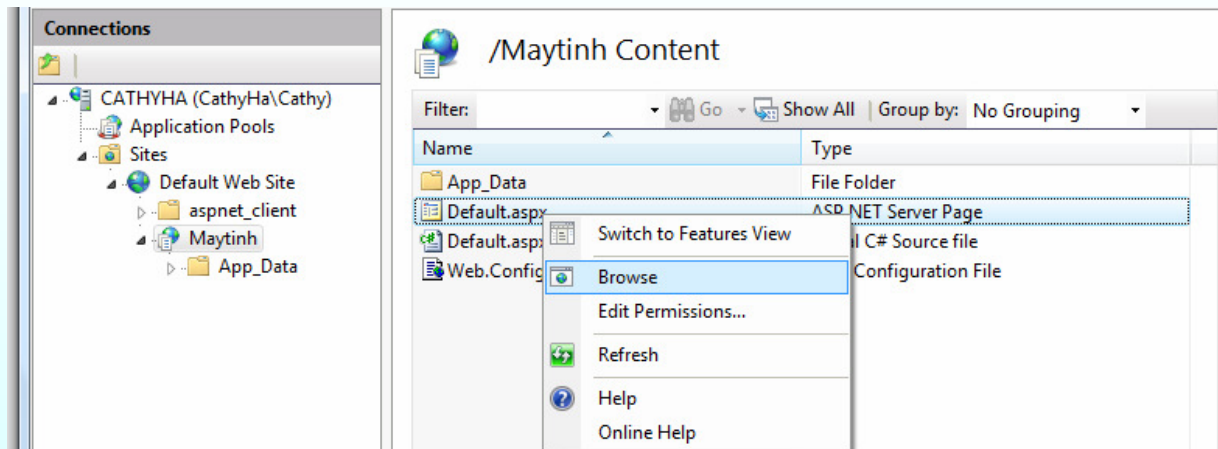 Connections
CATHYHA (CathyHa\Cathy)
Application Pools
Sites
Default Web Site
aspnet_client
Maytinh
App_Data
/Maytinh Content
Filter: Go Show All Group by: No Grouping
Name Type
App_Data File Folder
Default.aspx ASP.NET Server Page
Default.asp C# Source file
Web.Config Configuration File
Switch to Features View
Browse
Edit Permissions...
Refresh
Help
Online Help